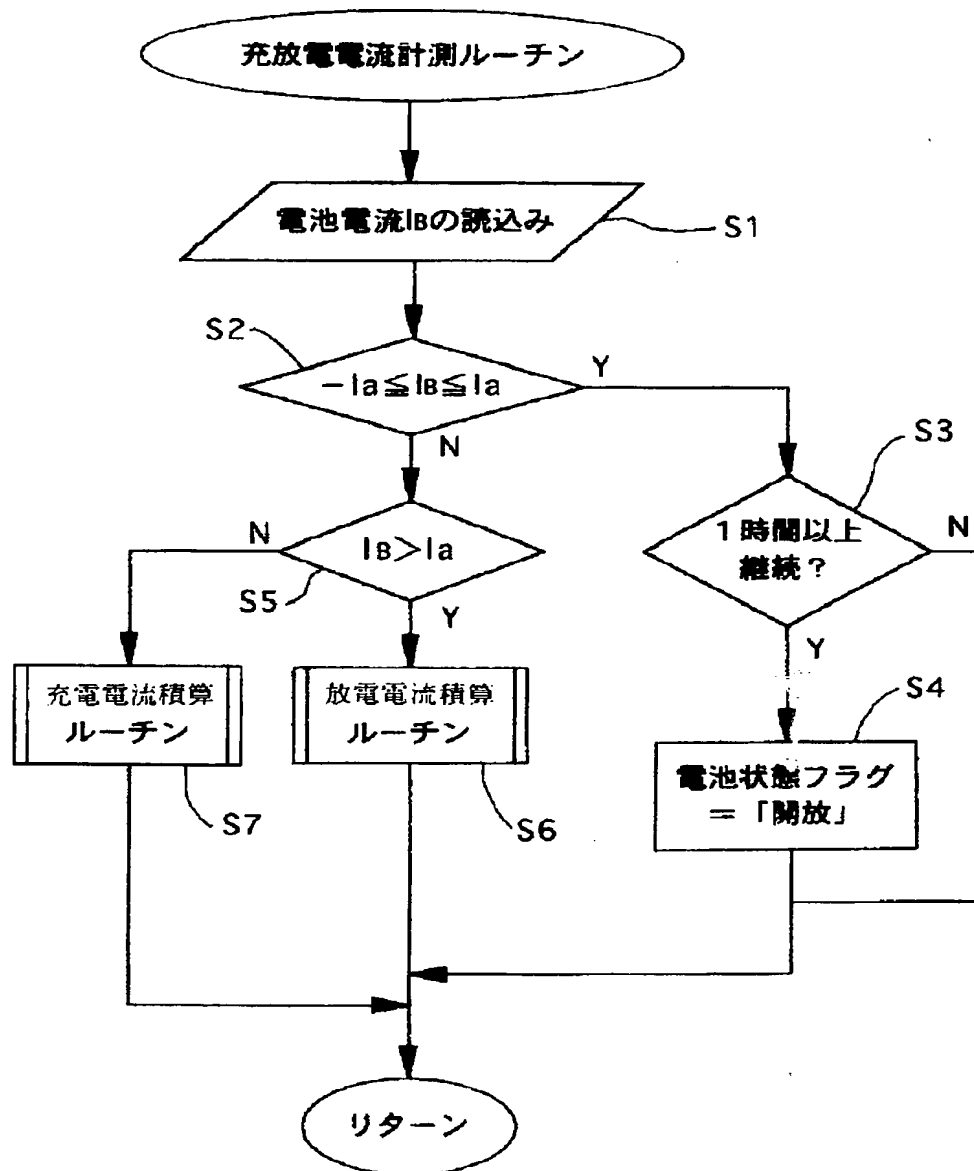 充放電電流計測ルーチン
電池電流IBの読込み
S1
S2
−Ia≦IB≦Ia
Y
N
S3
1時間以上
継続?
N
Y
IB>Ia
N
S5
Y
充電電流積算
ルーチン
S7
放電電流積算
ルーチン
S6
S4
電池状態フラグ
=「開放」
リターン